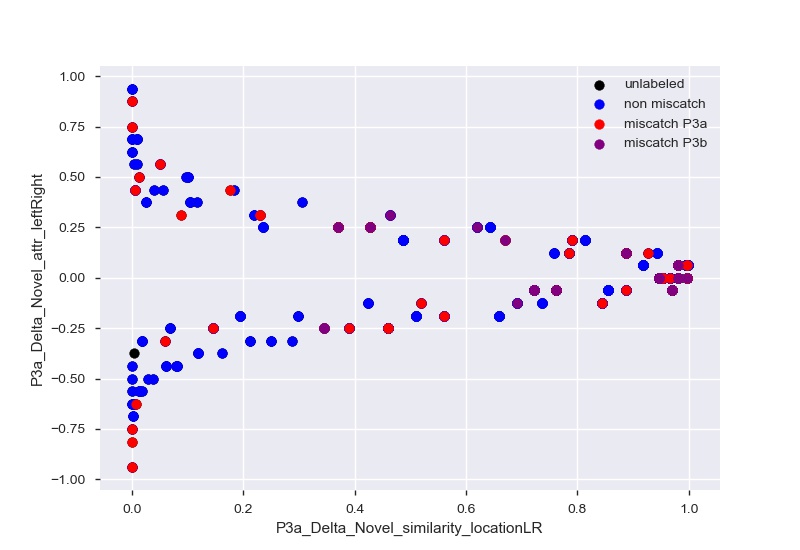 unlabeled
non miscatch
miscatch P3a
miscatch P3b
1.00
0.75
0.50
0.25
0.00
−0.25
−0.50
−0.75
−1.00
P3a_Delta_Novel_attr_leftRight
0.0 0.2 0.4 0.6 0.8 1.0
P3a_Delta_Novel_similarity_locationLR